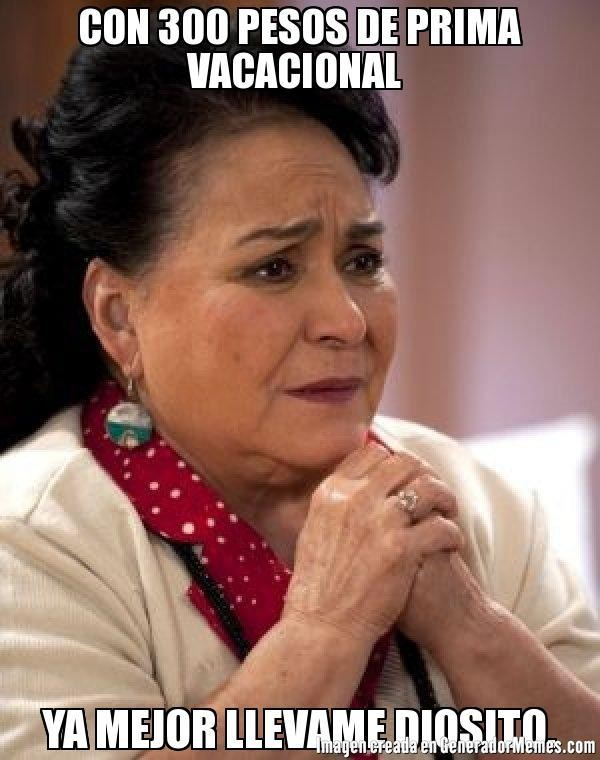 CON 300 PESOS DE PRIMA
VACACIONAL
YA MEJOR LLEVAME DIOSITO.
Imagen creada en GeneradorMemes.com